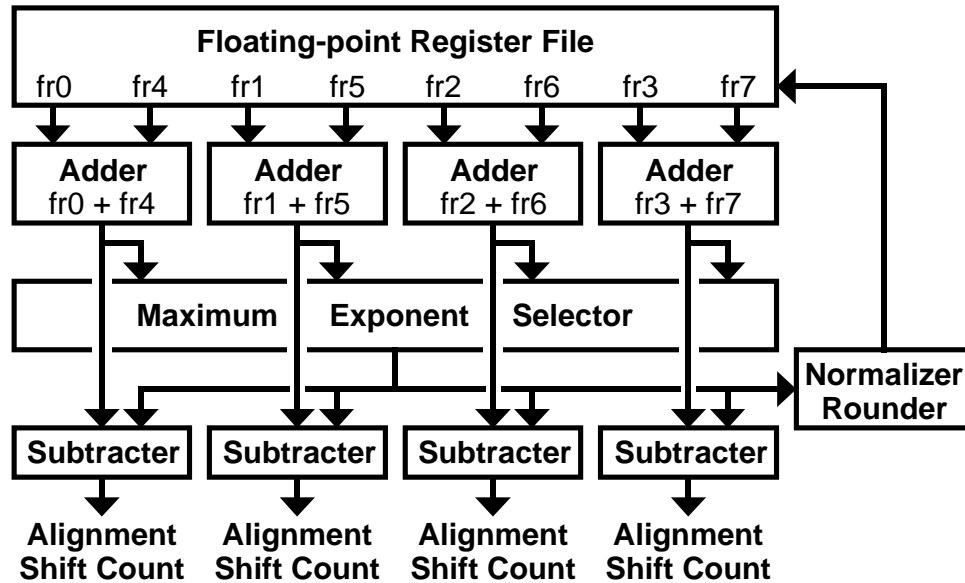 Floating-point Register File
fr0 fr4 fr1 fr5 fr2 fr6 fr3 fr7
Adder Adder Adder Adder
fr0 + fr4 fr1 + fr5 fr2 + fr6 fr3 + fr7
Maximum Exponent Selector
Normalizer
Rounder
Subtracter Subtracter Subtracter Subtracter
Alignment Alignment Alignment Alignment
Shift Count Shift Count Shift Count Shift Count